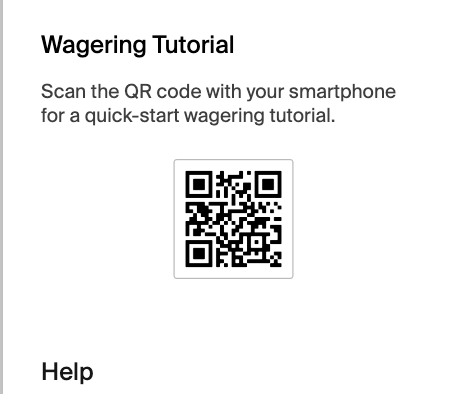 Wagering Tutorial
Scan the QR code with your smartphone
for a quick-start wagering tutorial.
Help